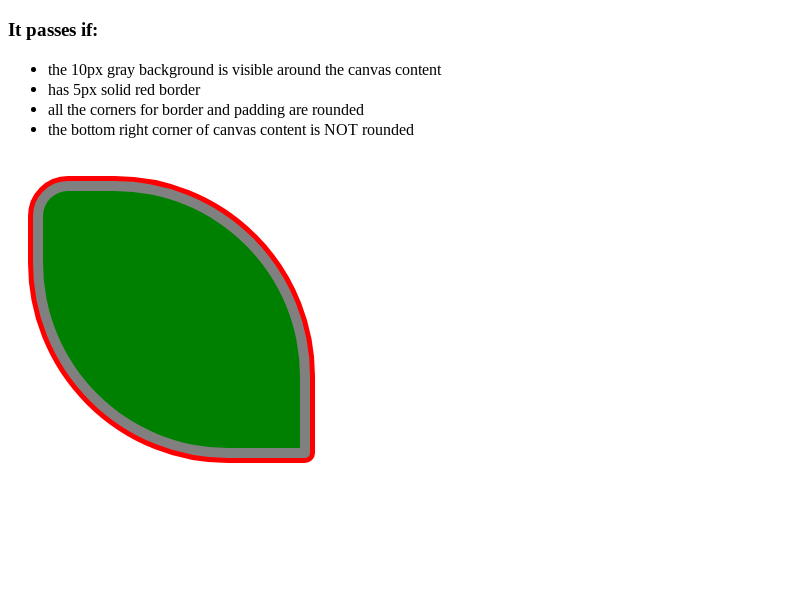 It passes if:
the 10px gray background is visible around the canvas content
has 5px solid red border
all the corners for border and padding are rounded
the bottom right corner of canvas content is NOT rounded